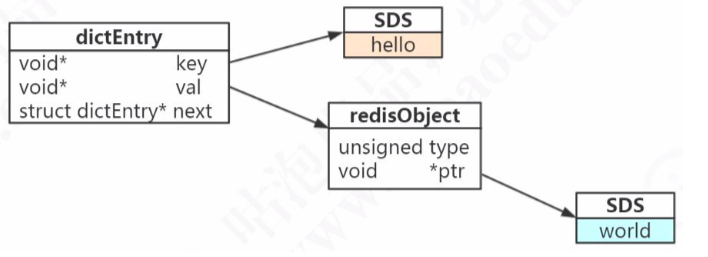 dictEntry
void* key
void* val
struct dictEntry* next
SDS
hello
redisObject
unsigned type
void *ptr
SDS
world